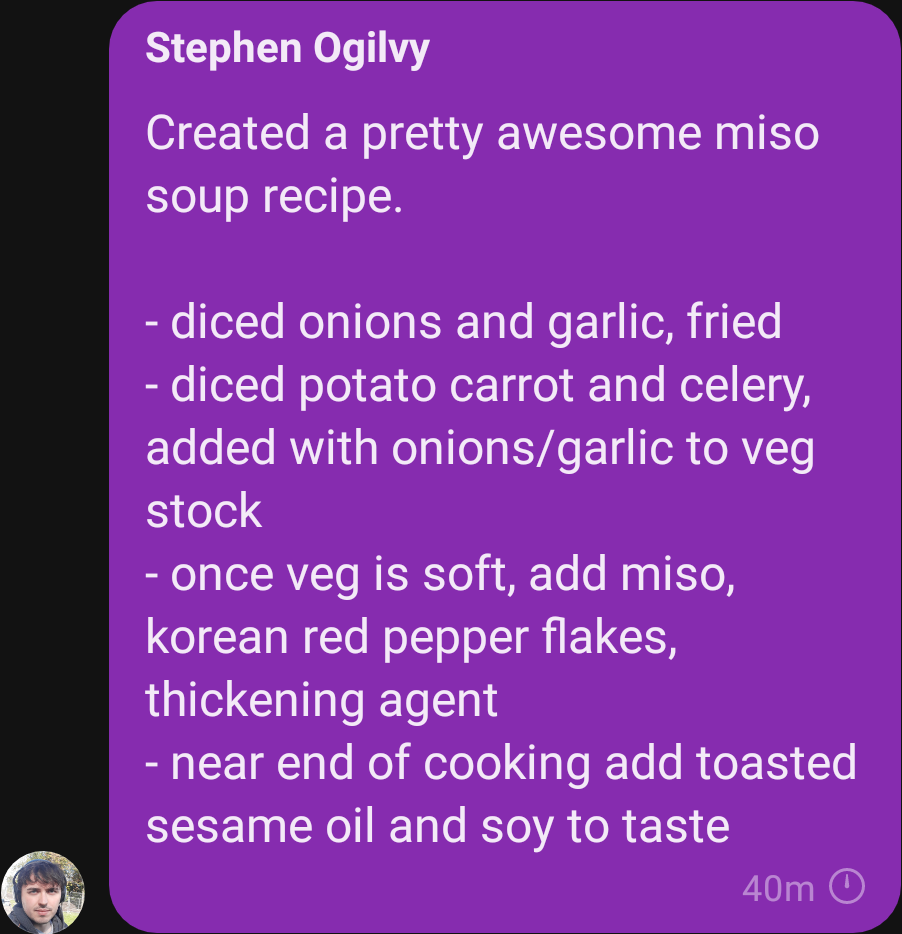 Stephen Ogilvy
Created a pretty awesome miso
soup recipe.
- diced onions and garlic, fried
- diced potato carrot and celery,
added with onions/garlic to veg
stock
- once veg is soft, add miso,
korean red pepper flakes,
thickening agent
- near end of cooking add toasted
sesame oil and soy to taste
40m